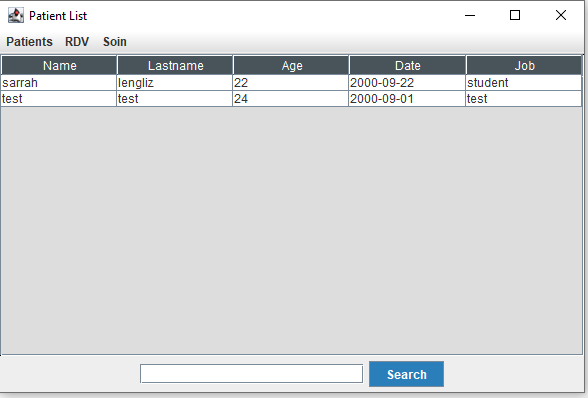 Patient List
Patients RDV Soin
Name Lastname Age Date Job
sarrah lengliz 22 2000-09-22 student
test test 24 2000-09-01 test
Search